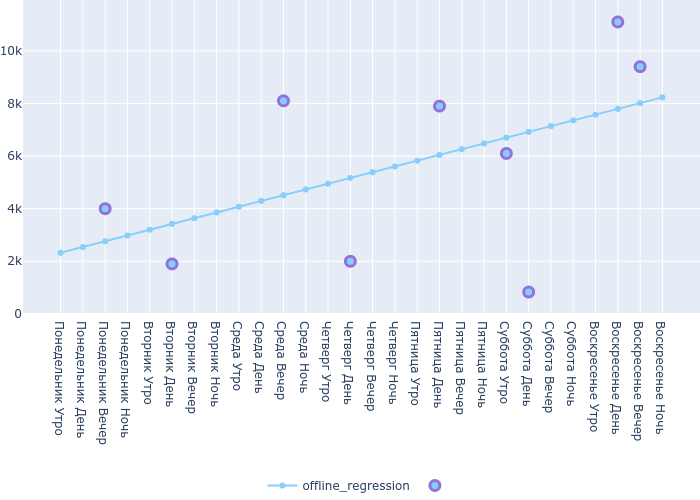 10k
8k
6k
4k
2k
0
Понедельник Утро
Понедельник День
Понедельник Вечер
Понедельник Ночь
Вторник Утро
Вторник День
Вторник Вечер
Вторник Ночь
Среда Утро
Среда День
Среда Вечер
Среда Ночь
Четверг Утро
Четверг День
Четверг Вечер
Четверг Ночь
Пятница Утро
Пятница День
Пятница Вечер
Пятница Ночь
Суббота Утро
Суббота День
Суббота Вечер
Суббота Ночь
Воскресенье Утро
Воскресенье День
Воскресенье Вечер
Воскресенье Ночь
offline_regression